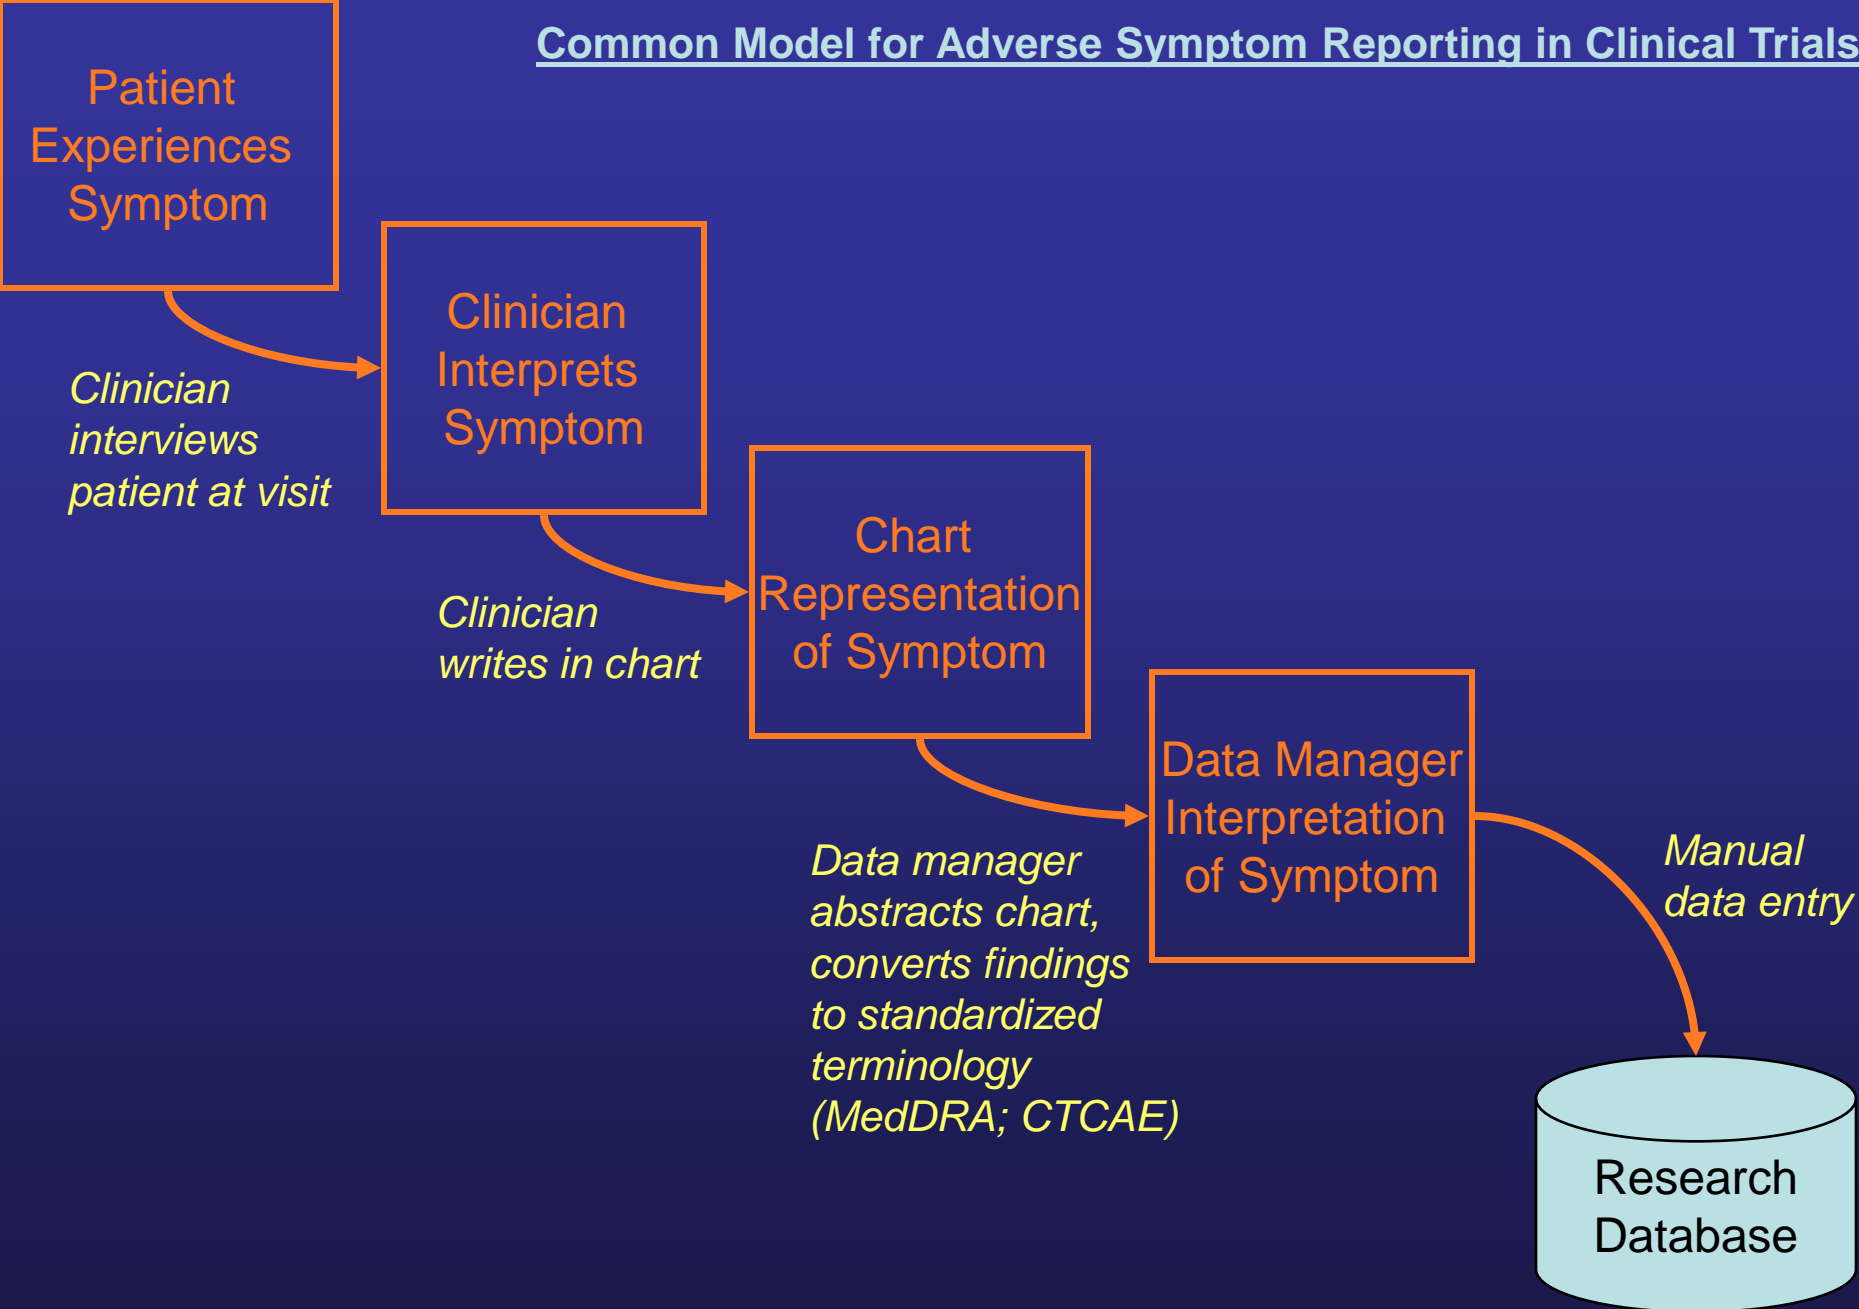 Common Model for Adverse Symptom Reporting in Clinical Trials
Patient
Experiences
Symptom
Clinician
interviews
patient at visit
Clinician
Interprets
Symptom
Clinician
writes in chart
Chart
Representation
of Symptom
Data manager
abstracts chart,
converts findings
to standardized
terminology
(MedDRA; CTCAE)
Data Manager
Interpretation
of Symptom
Manual
data entry
Research
Database